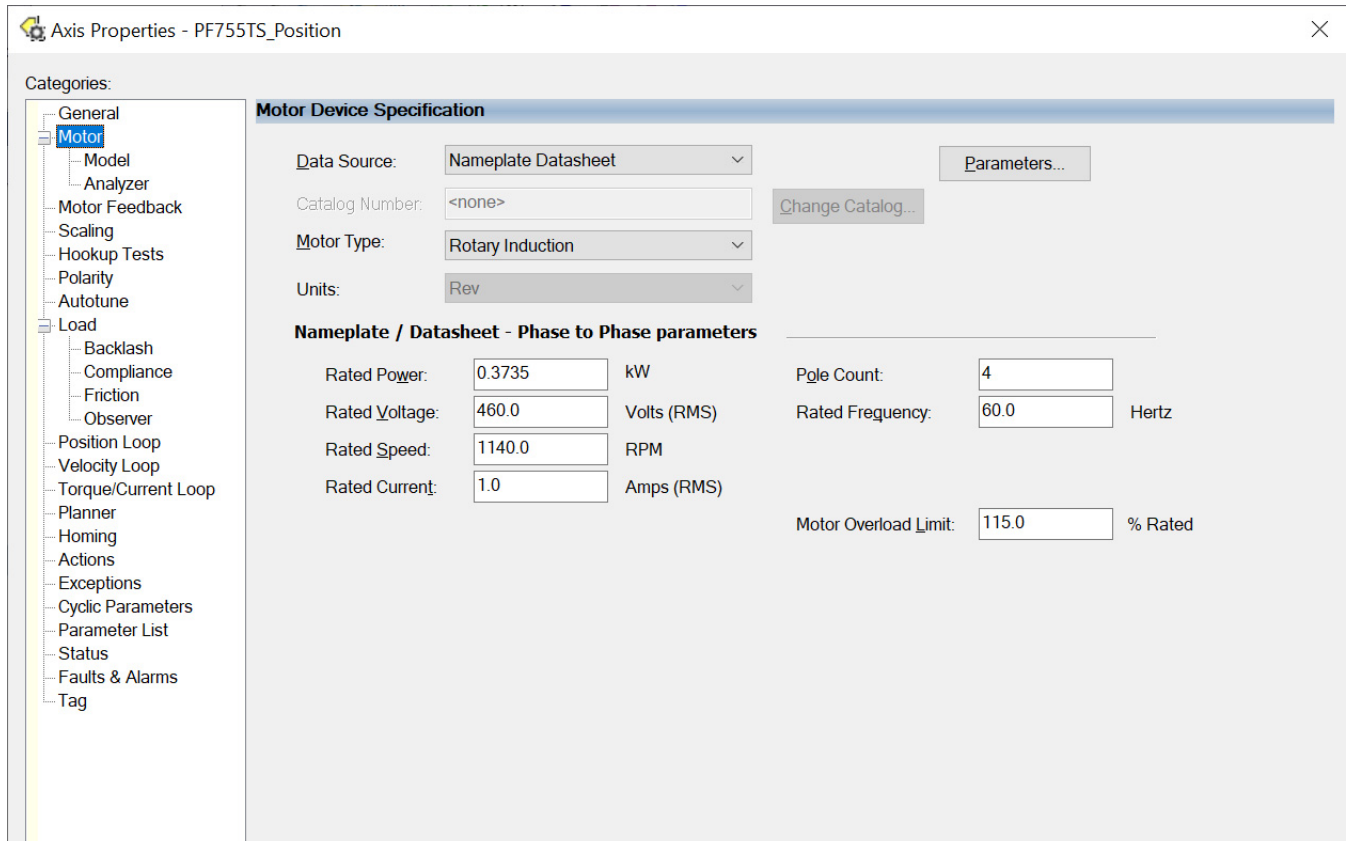 Axis Properties - PF755TS_Position
Categories:
General
Motor
Model
Analyzer
Motor Feedback
Scaling
Hookup Tests
Polarity
Autotune
Load
Backlash
Compliance
Friction
Observer
Position Loop
Velocity Loop
Torque/Current Loop
Planner
Homing
Actions
Exceptions
Cyclic Parameters
Parameter List
Status
Faults & Alarms
Tag
Motor Device Specification
Data Source: Nameplate Datasheet Parameters...
Catalog Number: <none> Change Catalog...
Motor Type: Rotary Induction
Units: Rev
Nameplate / Datasheet - Phase to Phase parameters
Rated Power: 0.3735 kW Pole Count: 4
Rated Voltage: 460.0 Volts (RMS) Rated Frequency: 60.0 Hertz
Rated Speed: 1140.0 RPM
Rated Current: 1.0 Amps (RMS)
Motor Overload Limit: 115.0 % Rated